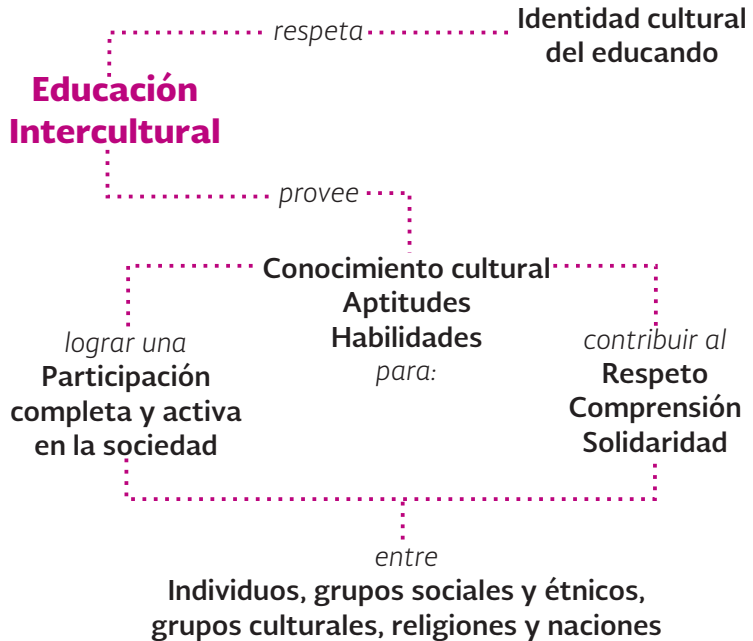 respeta
Identidad cultural
del educando
Educación
Intercultural
provee
Conocimiento cultural
Aptitudes
Habilidades
para:
lograr una
Participación
completa y activa
en la sociedad
contribuir al
Respeto
Comprensión
Solidaridad
entre
Individuos, grupos sociales y étnicos,
grupos culturales, religiones y naciones